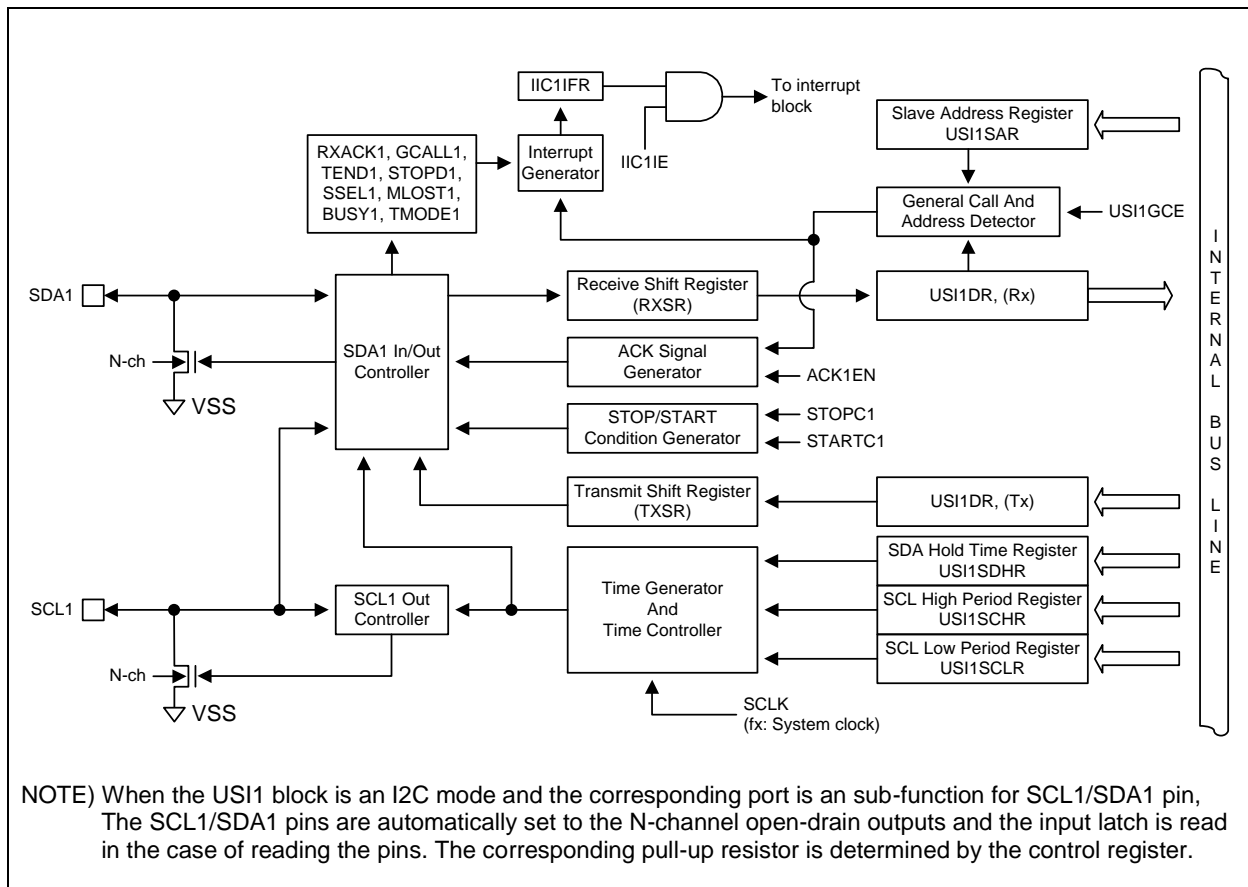 IIC1IFR
To interrupt
block
Slave Address Register
USI1SAR
RXACK1, GCALL1,
TEND1, STOPD1,
SSEL1, MLOST1,
BUSY1, TMODE1
Interrupt
Generator
IIC1IE
General Call And
Address Detector
USI1GCE
SDA1
Receive Shift Register
(RXSR)
USI1DR, (Rx)
N-ch
SDA1 In/Out
Controller
ACK Signal
Generator
ACK1EN
VSS
STOP/START
Condition Generator
STOPC1
STARTC1
Transmit Shift Register
(TXSR)
USI1DR, (Tx)
SDA Hold Time Register
USI1SDHR
SCL1
SCL1 Out
Controller
Time Generator
And
Time Controller
SCL High Period Register
USI1SCHR
SCL Low Period Register
USI1SCLR
N-ch
VSS
SCLK
(fx: System clock)
INTERNAL BUS LINE
NOTE) When the USI1 block is an I2C mode and the corresponding port is an sub-function for SCL1/SDA1 pin,
The SCL1/SDA1 pins are automatically set to the N-channel open-drain outputs and the input latch is read
in the case of reading the pins. The corresponding pull-up resistor is determined by the control register.